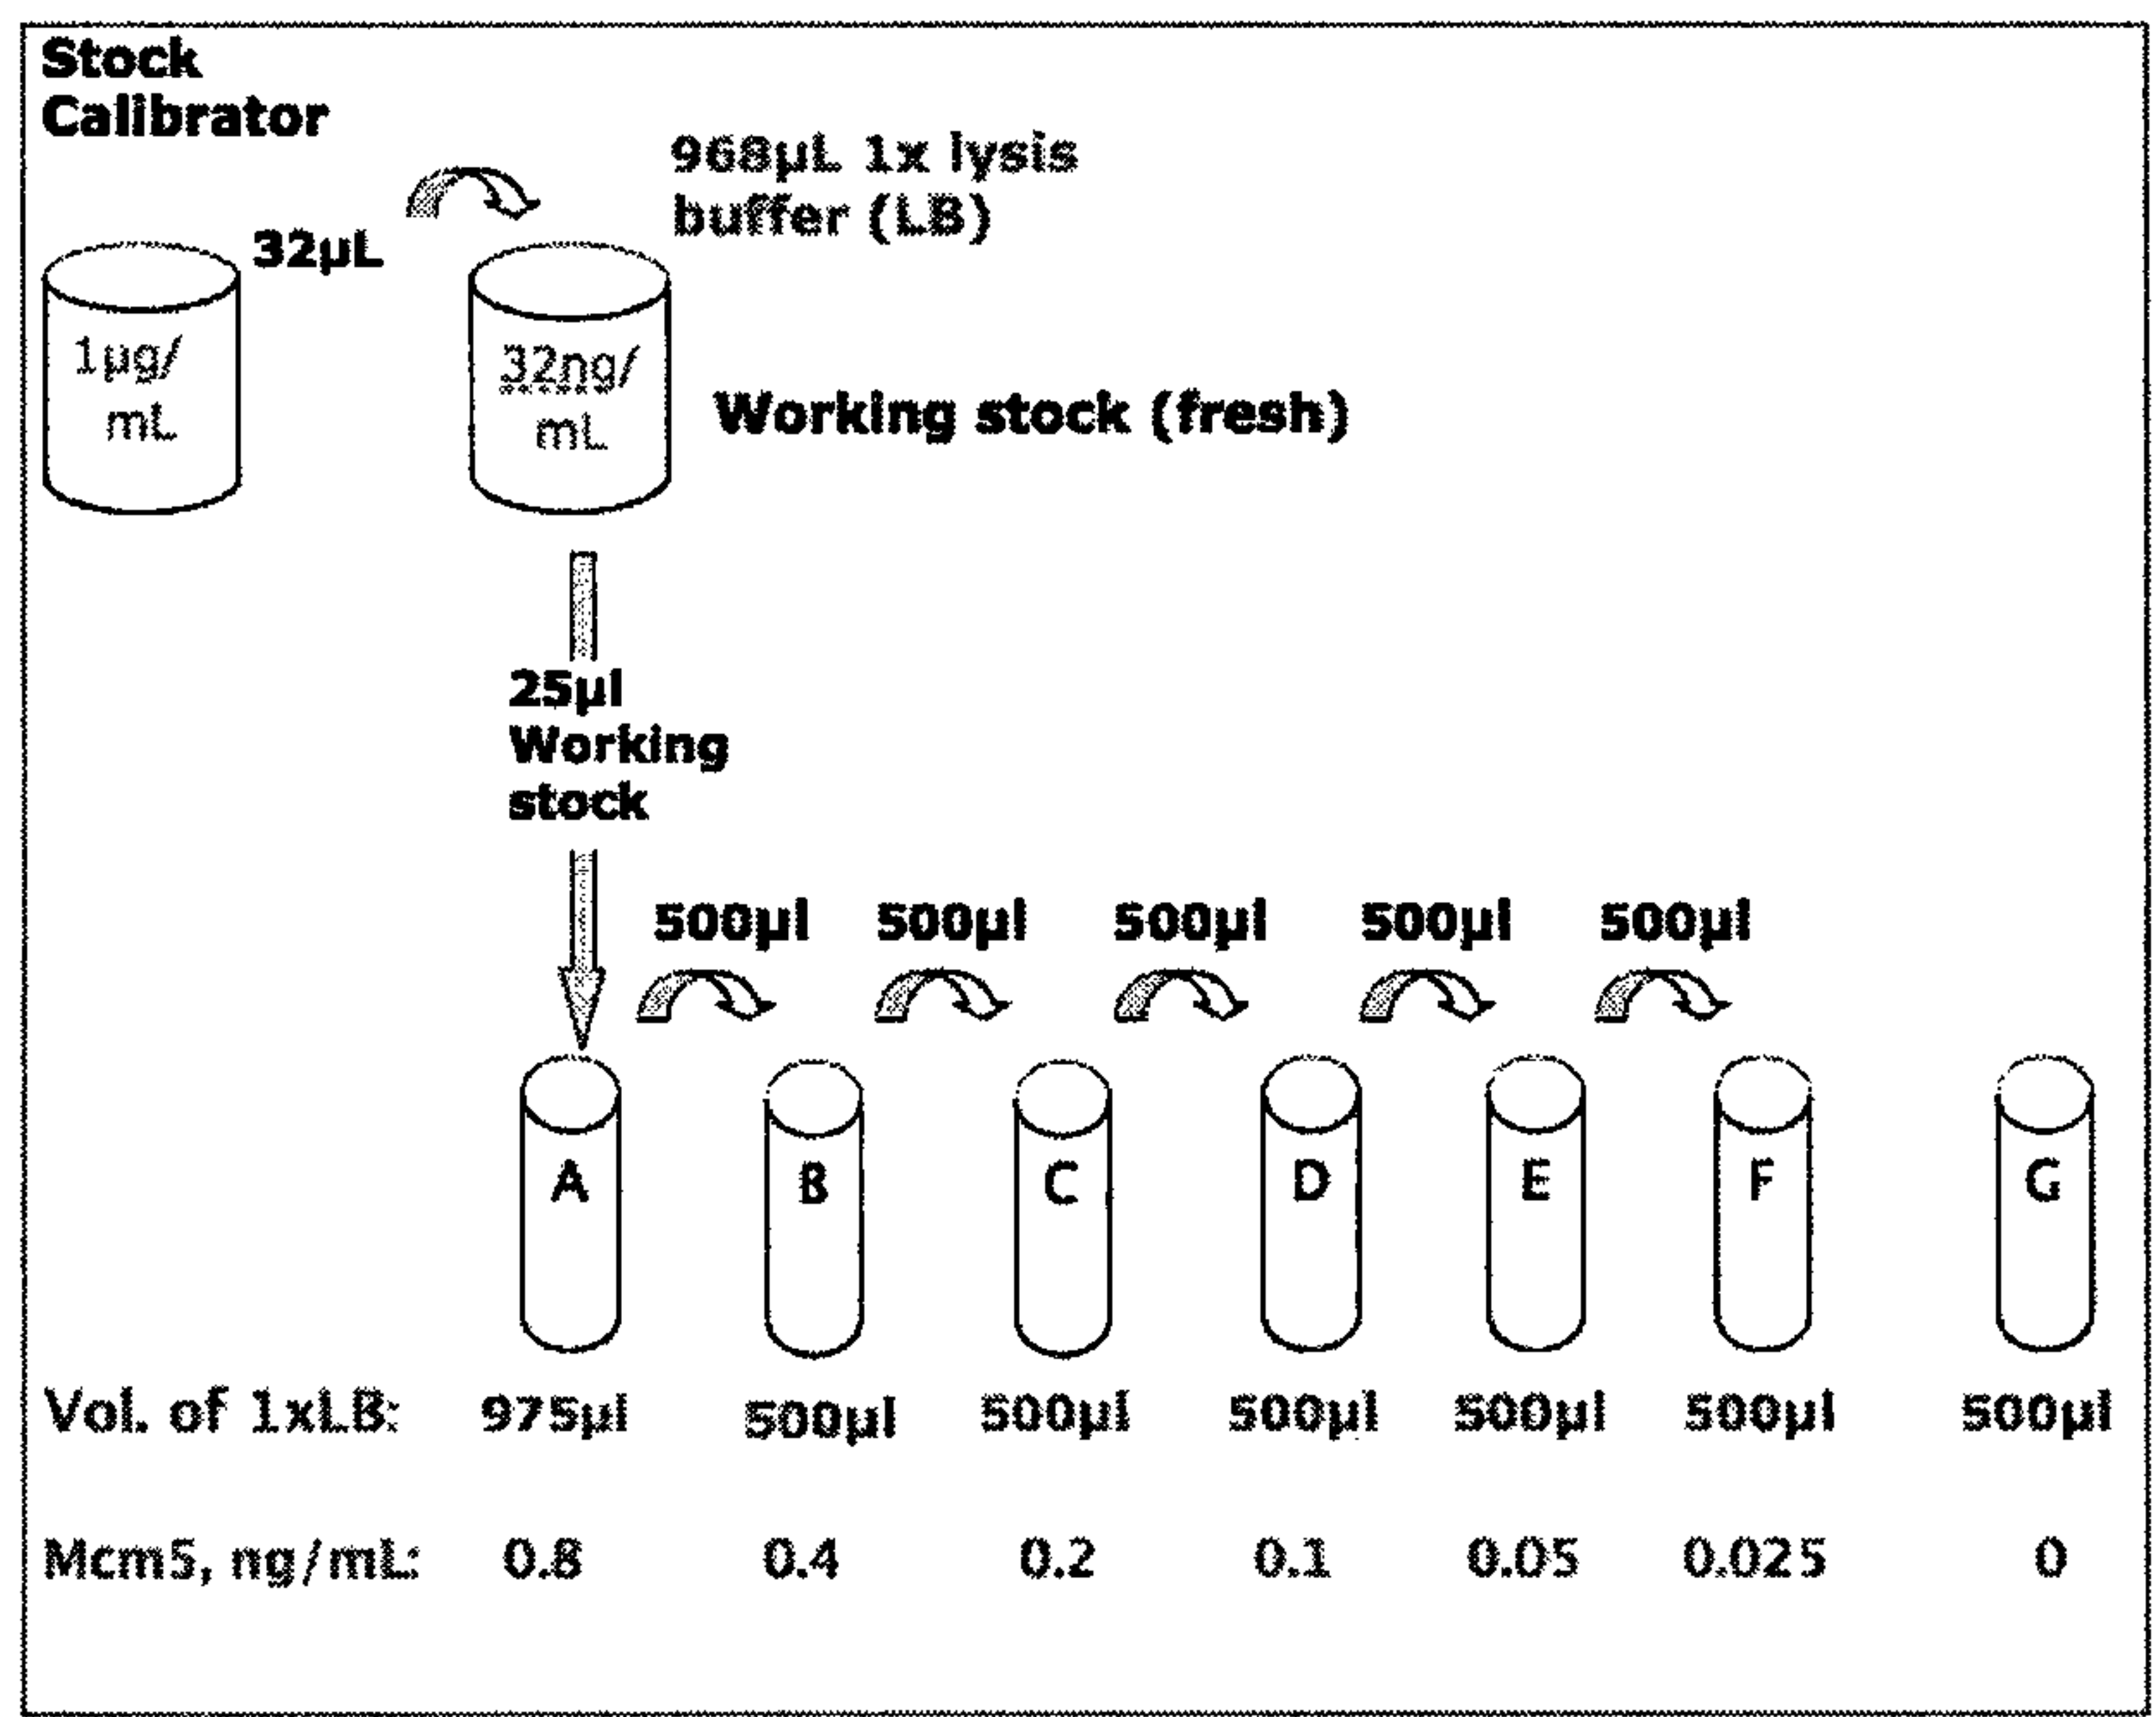 Stock
Calibrator
968µL 1x lysis
buffer (LB)
32µL
1µg/
mL
32ng/
mL
Working stock (fresh)
25µl
Working
stock
500µl 500µl 500µl 500µl 500µl
A B C D E F G
Vol. of 1xLB: 975µl 500µl 500µl 500µl 500µl 500µl 500µl
Mcm5, ng/mL: 0.8 0.4 0.2 0.1 0.05 0.025 0